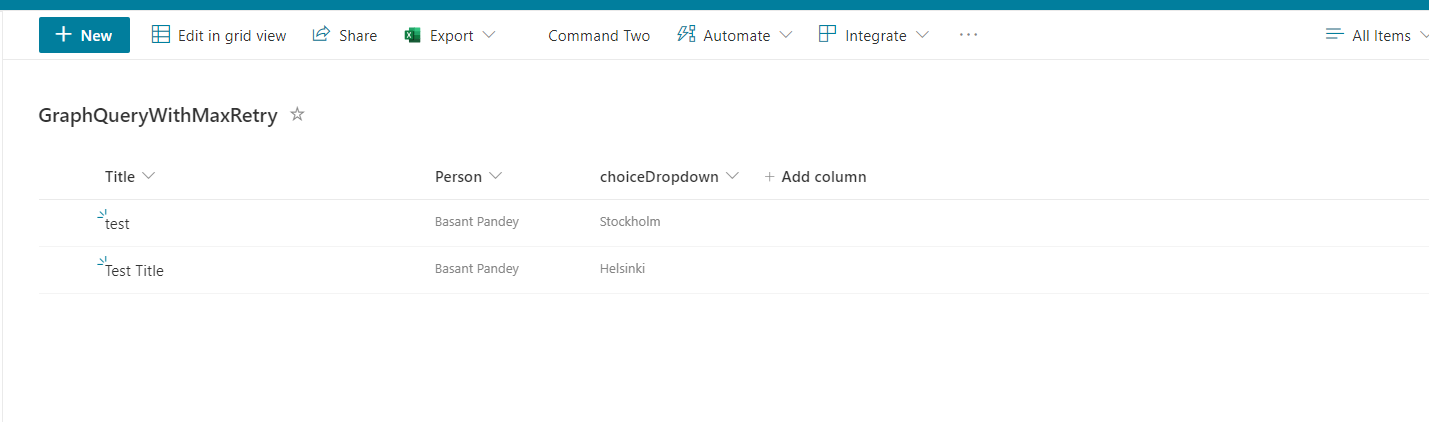 New Edit in grid view Share Export Command Two Automate Integrate ... All Items
GraphQueryWithMaxRetry
Title Person choiceDropdown + Add column
test Basant Pandey Stockholm
Test Title Basant Pandey Helsinki